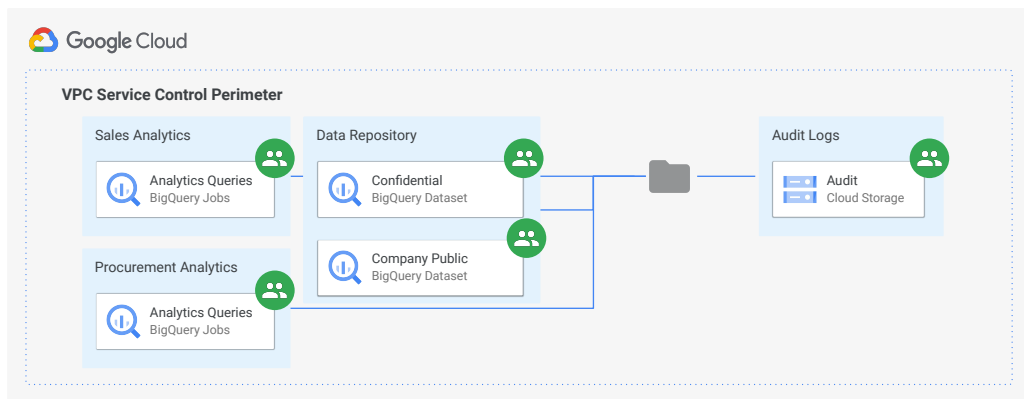 Google Cloud
VPC Service Control Perimeter
Sales Analytics
Analytics Queries
BigQuery Jobs
Data Repository
Confidential
BigQuery Dataset
Company Public
BigQuery Dataset
Audit Logs
Audit
Cloud Storage
Procurement Analytics
Analytics Queries
BigQuery Jobs